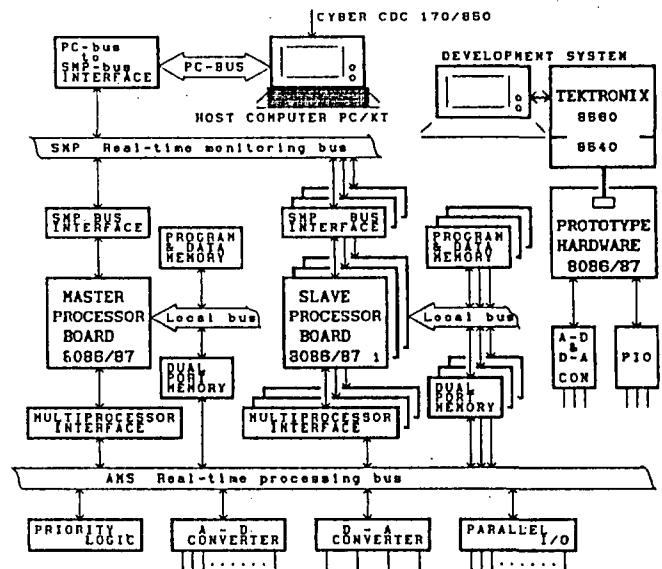 CYBER CDC 170/850
PC-bus
to
SMP-bus
INTERFACE
PC-BUS
HOST COMPUTER PC/XT
DEVELOPMENT SYSTEM
TEKTRONIX
8560
8540
SMP Real-time monitoring bus
SMP BUS
INTERFACE
PROGRAM
& DATA
MEMORY
MASTER
PROCESSOR
BOARD
8086/87
Local bus
DUAL
PORT
MEMORY
MULTIPROCESSOR
INTERFACE
SMP BUS
INTERFACE
SLAVE
PROCESSOR
BOARD
8086/87 1
MULTIPROCESSOR
INTERFACE
PROGRAM
& DATA
MEMORY
Local bus
DUAL
PORT
MEMORY
PROTOTYPE
HARDWARE
8086/87
A-D
&
D-A
CON
PIO
AMS Real-time processing bus
PRIORITY
LOGIC
A - D
CONVERTER
D - A
CONVERTER
PARALLEL
I/O